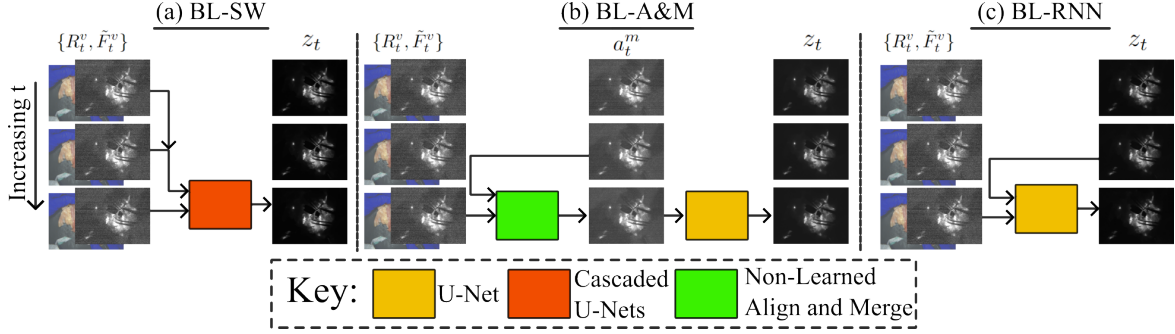 (a) BL-SW
(b) BL-A&M
(c) BL-RNN
{R_t^v, F̃_t^v}
z_t
{R_t^v, F̃_t^v}
a_t^m
z_t
{R_t^v, F̃_t^v}
z_t
Increasing t
Key:
U-Net
Cascaded
U-Nets
Non-Learned
Align and Merge